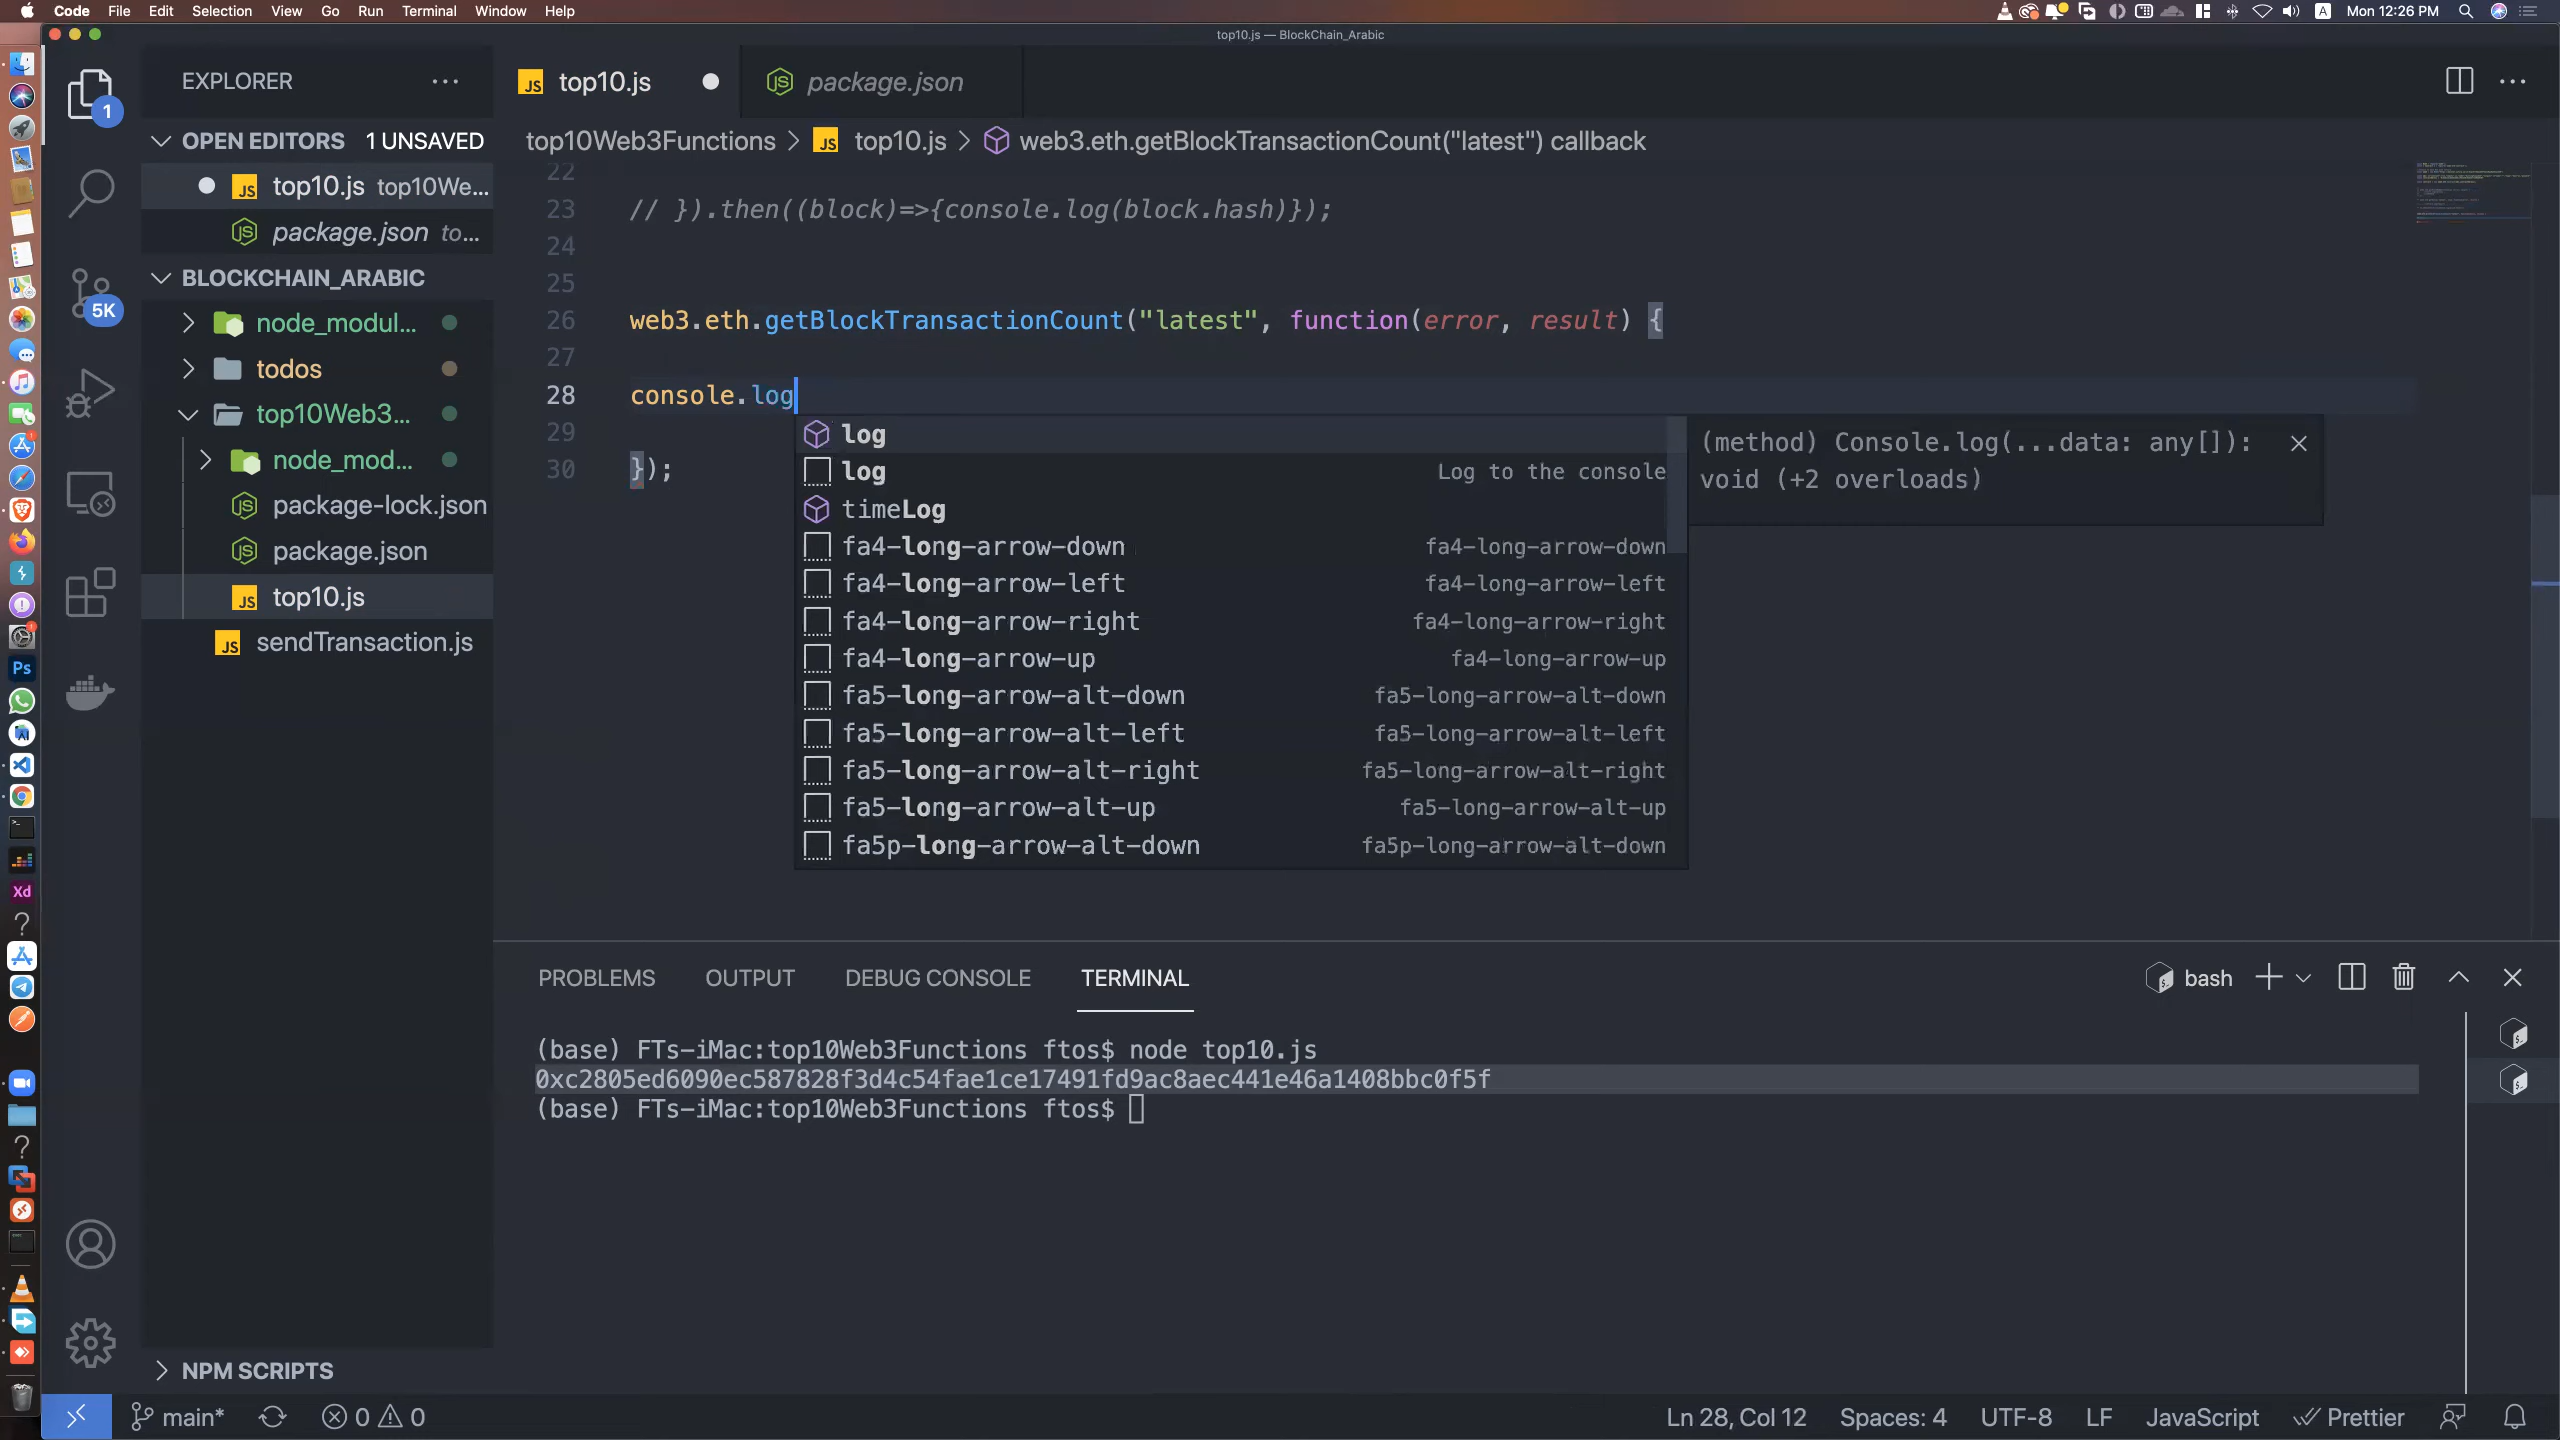 Code File Edit Selection View Go Run Terminal Window Help
A Mon 12:26 PM
top10.js — BlockChain_Arabic
EXPLORER
1
OPEN EDITORS 1 UNSAVED
JS top10.js top10We...
package.json to...
BLOCKCHAIN_ARABIC
node_modul...
todos
top10Web3...
node_mod...
package-lock.json
package.json
JS top10.js
JS sendTransaction.js
NPM SCRIPTS
5K
Ps
Xd
JS top10.js
package.json
top10Web3Functions > JS top10.js > web3.eth.getBlockTransactionCount("latest") callback
22
23 // }).then((block)=>{console.log(block.hash)});
24
25
26 web3.eth.getBlockTransactionCount("latest", function(error, result) {
27
28 console.log
29
30 });
log
log Log to the console
timeLog
fa4-long-arrow-down fa4-long-arrow-down
fa4-long-arrow-left fa4-long-arrow-left
fa4-long-arrow-right fa4-long-arrow-right
fa4-long-arrow-up fa4-long-arrow-up
fa5-long-arrow-alt-down fa5-long-arrow-alt-down
fa5-long-arrow-alt-left fa5-long-arrow-alt-left
fa5-long-arrow-alt-right fa5-long-arrow-alt-right
fa5-long-arrow-alt-up fa5-long-arrow-alt-up
fa5p-long-arrow-alt-down fa5p-long-arrow-alt-down
(method) Console.log(...data: any[]):
void (+2 overloads)
PROBLEMS OUTPUT DEBUG CONSOLE TERMINAL
bash
(base) FTs-iMac:top10Web3Functions ftos$ node top10.js
0xc2805ed6090ec587828f3d4c54fae1ce17491fd9ac8aec441e46a1408bbc0f5f
(base) FTs-iMac:top10Web3Functions ftos$
main* 0 0
Ln 28, Col 12 Spaces: 4 UTF-8 LF JavaScript Prettier